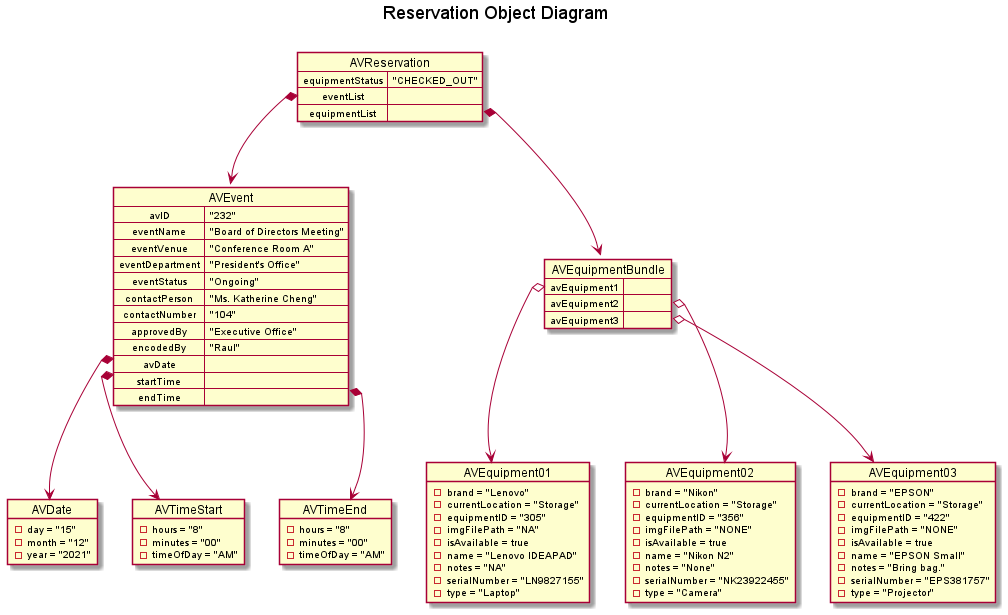 Reservation Object Diagram
AVReservation
equipmentStatus "CHECKED_OUT"
eventList
equipmentList
AVEvent
avID "232"
eventName "Board of Directors Meeting"
eventVenue "Conference Room A"
eventDepartment "President's Office"
eventStatus "Ongoing"
contactPerson "Ms. Katherine Cheng"
contactNumber "104"
approvedBy "Executive Office"
encodedBy "Raul"
avDate
startTime
endTime
AVEquipmentBundle
avEquipment1
avEquipment2
avEquipment3
AVDate
day = "15"
month = "12"
year = "2021"
AVTimeStart
hours = "8"
minutes = "00"
timeOfDay = "AM"
AVTimeEnd
hours = "8"
minutes = "00"
timeOfDay = "AM"
AVEquipment01
brand = "Lenovo"
currentLocation = "Storage"
equipmentID = "305"
imgFilePath = "NA"
isAvailable = true
name = "Lenovo IDEAPAD"
notes = "NA"
serialNumber = "LN9827155"
type = "Laptop"
AVEquipment02
brand = "Nikon"
currentLocation = "Storage"
equipmentID = "356"
imgFilePath = "NONE"
isAvailable = true
name = "Nikon N2"
notes = "None"
serialNumber = "NK23922455"
type = "Camera"
AVEquipment03
brand = "EPSON"
currentLocation = "Storage"
equipmentID = "422"
imgFilePath = "NONE"
isAvailable = true
name = "EPSON Small"
notes = "Bring bag."
serialNumber = "EPS381757"
type = "Projector"